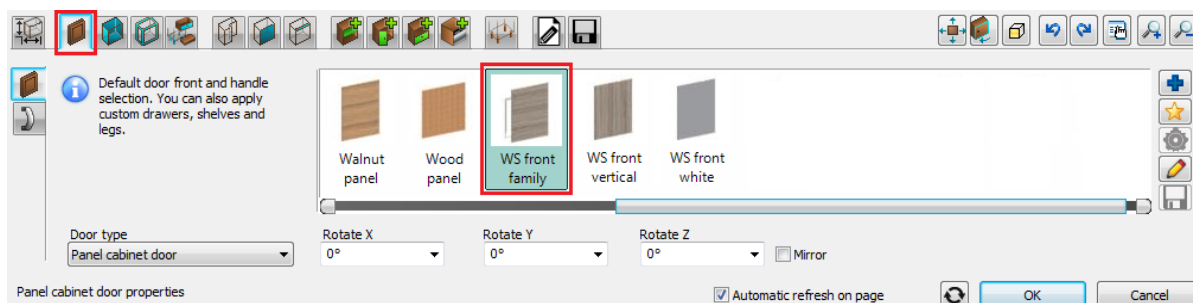 Default door front and handle
selection. You can also apply
custom drawers, shelves and
legs.
Walnut
panel
Wood
panel
WS front
family
WS front
vertical
WS front
white
Door type
Rotate X
Rotate Y
Rotate Z
Panel cabinet door
0°
0°
0°
Mirror
Panel cabinet door properties
Automatic refresh on page
OK
Cancel